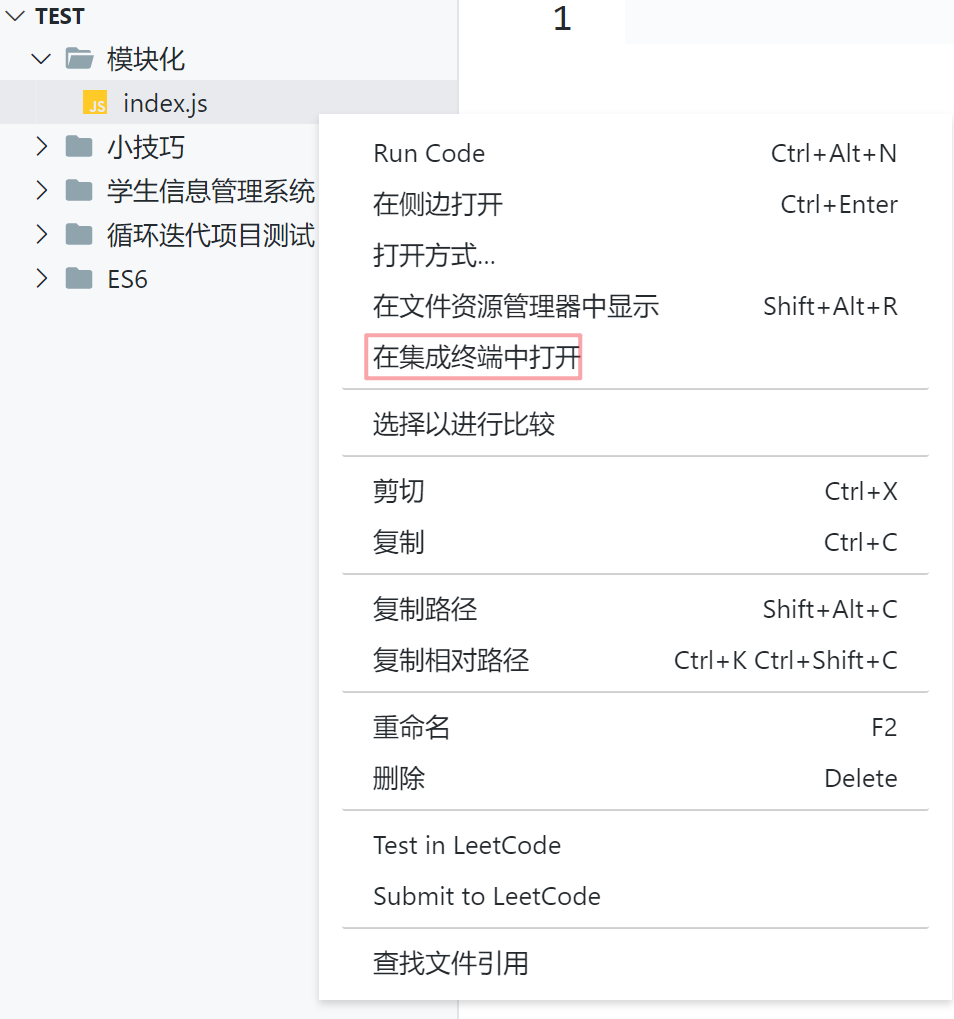 TEST
模块化
JS index.js
小技巧
学生信息管理系统
循环迭代项目测试
ES6
1
Run Code Ctrl+Alt+N
在侧边打开 Ctrl+Enter
打开方式...
在文件资源管理器中显示 Shift+Alt+R
在集成终端中打开
选择以进行比较
剪切 Ctrl+X
复制 Ctrl+C
复制路径 Shift+Alt+C
复制相对路径 Ctrl+K Ctrl+Shift+C
重命名 F2
删除 Delete
Test in LeetCode
Submit to LeetCode
查找文件引用